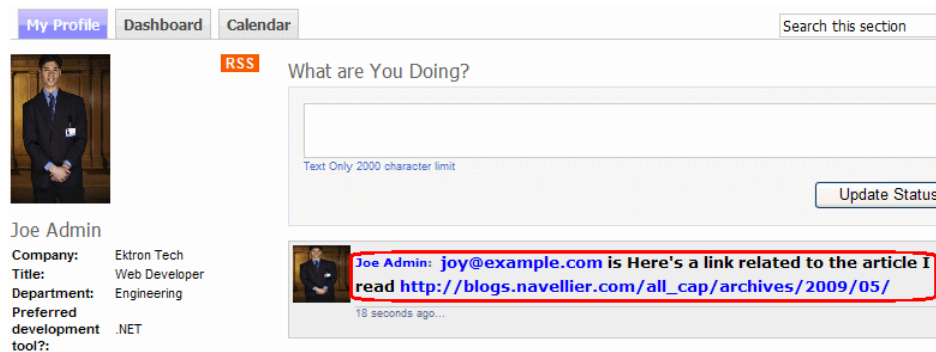 My Profile Dashboard Calendar
Search this section
RSS
What are You Doing?
Text Only 2000 character limit
Update Status
Joe Admin
Company: Ektron Tech
Title: Web Developer
Department: Engineering
Preferred
development .NET
tool?:
Joe Admin: joy@example.com is Here's a link related to the article I
read http://blogs.navellier.com/all_cap/archives/2009/05/
18 seconds ago...